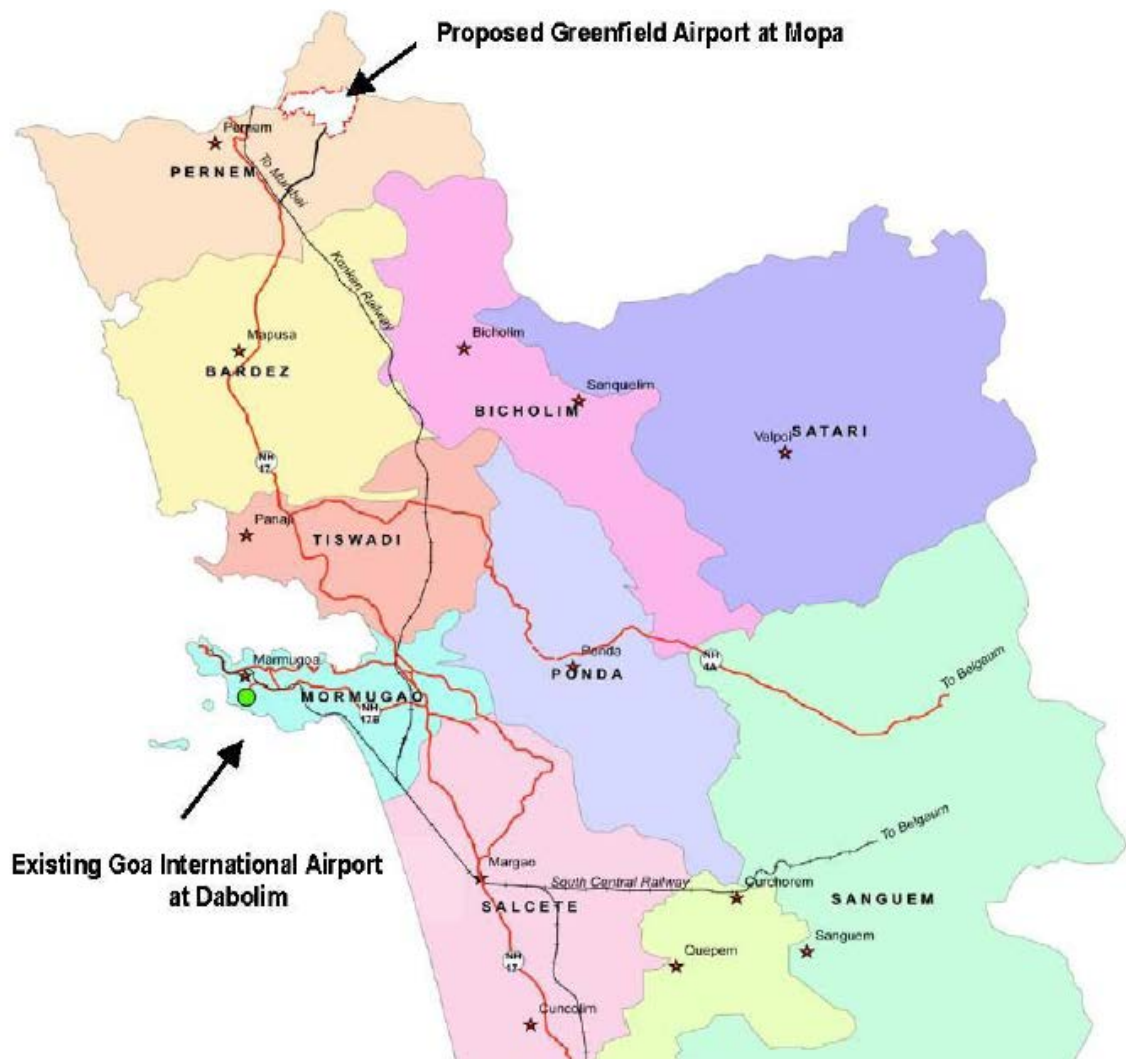 Proposed Greenfield Airport at Mopa
Pernem
PERNEM
To Mumbai
Konkan Railway
Mapusa
BARDEZ
Bicholim
Sanquelim
BICHOLIM
Valpoi
SATARI
NH
17
Panaji
TISWADI
Marmugoa
MORMUGAO
NH
17B
Ponda
PONDA
NH
4A
To Belgaum
Existing Goa International Airport
at Dabolim
Margao
South Central Railway
To Belgaum
Curchorem
SALCETE
SANGUEM
Sanguem
Quepem
NH
17
Cuncolim